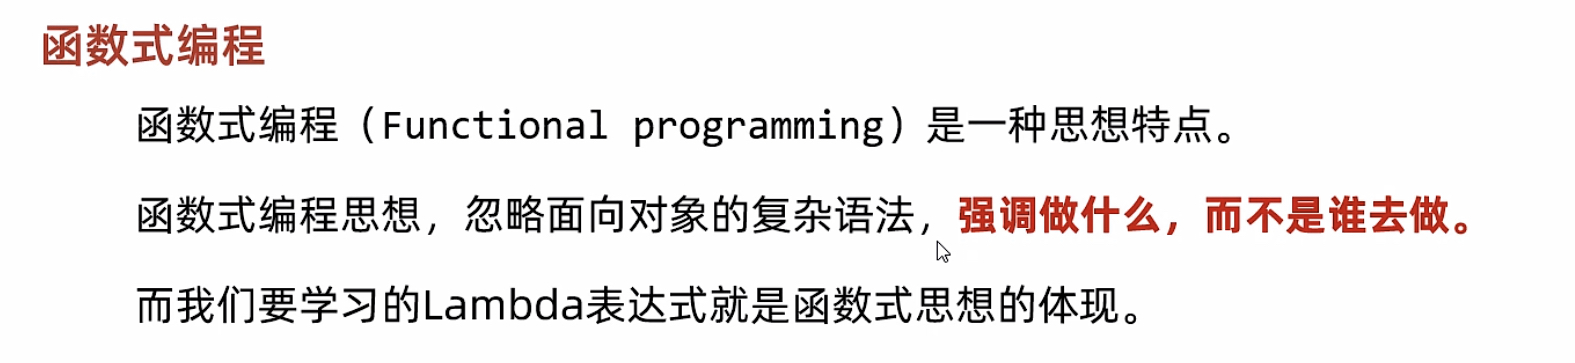 函数式编程
函数式编程（Functional programming）是一种思想特点。
函数式编程思想，忽略面向对象的复杂语法，强调做什么，而不是谁去做。
而我们要学习的Lambda表达式就是函数式思想的体现。